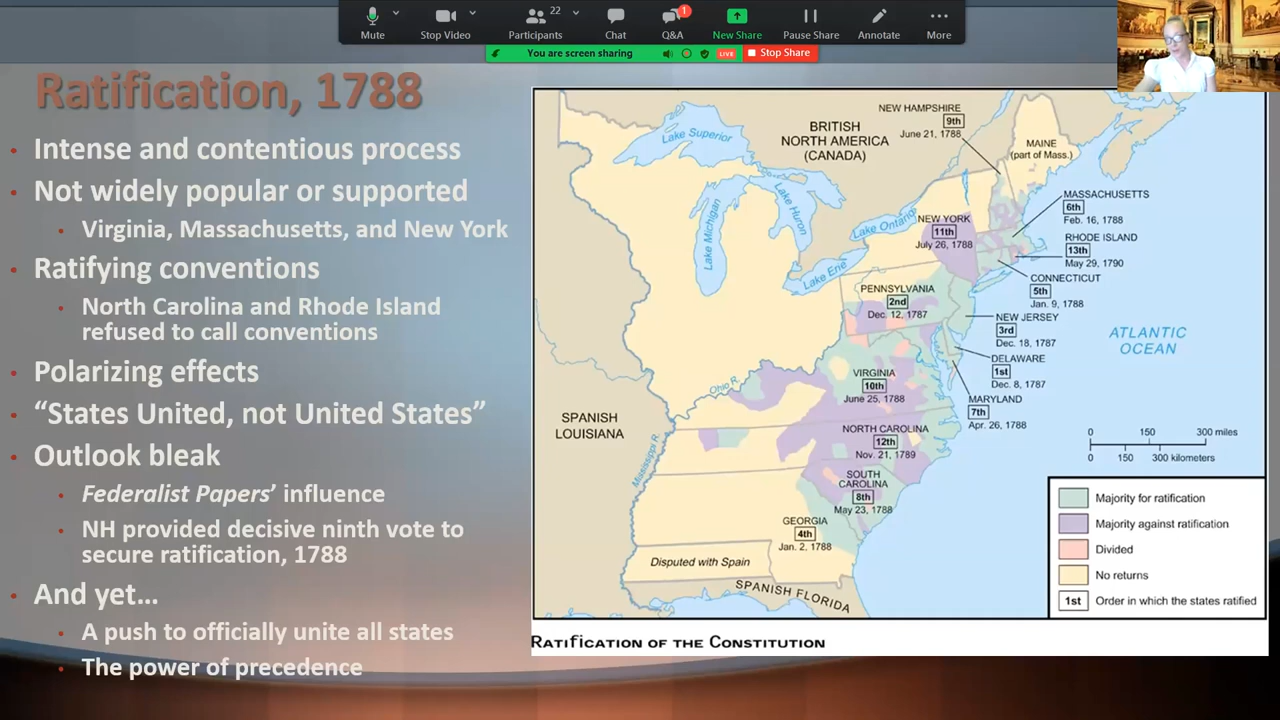 Mute
Stop Video
22
Participants
Chat
1
Q&A
New Share
Pause Share
Annotate
More
You are screen sharing
LIVE
Stop Share
Ratification, 1788
• Intense and contentious process
• Not widely popular or supported
• Virginia, Massachusetts, and New York
• Ratifying conventions
• North Carolina and Rhode Island
refused to call conventions
• Polarizing effects
• “States United, not United States”
• Outlook bleak
• Federalist Papers’ influence
• NH provided decisive ninth vote to
secure ratification, 1788
• And yet…
• A push to officially unite all states
• The power of precedence
NEW HAMPSHIRE
9th
June 21, 1788
BRITISH
NORTH AMERICA
(CANADA)
MAINE
(part of Mass.)
Lake Superior
Lake Michigan
Lake Huron
Lake Ontario
Lake Erie
MASSACHUSETTS
6th
Feb. 16, 1788
NEW YORK
11th
July 26, 1788
RHODE ISLAND
13th
May 29, 1790
CONNECTICUT
5th
Jan. 9, 1788
PENNSYLVANIA
2nd
Dec. 12, 1787
NEW JERSEY
3rd
Dec. 18, 1787
DELAWARE
1st
Dec. 8, 1787
MARYLAND
7th
Apr. 26, 1788
ATLANTIC
OCEAN
Ohio R.
VIRGINIA
10th
June 25, 1788
SPANISH
LOUISIANA
Mississippi R.
NORTH CAROLINA
12th
Nov. 21, 1789
SOUTH
CAROLINA
8th
May 23, 1788
GEORGIA
4th
Jan. 2, 1788
Disputed with Spain
SPANISH FLORIDA
0 150 300 miles
0 150 300 kilometers
Majority for ratification
Majority against ratification
Divided
No returns
1st Order in which the states ratified
RATIFICATION OF THE CONSTITUTION